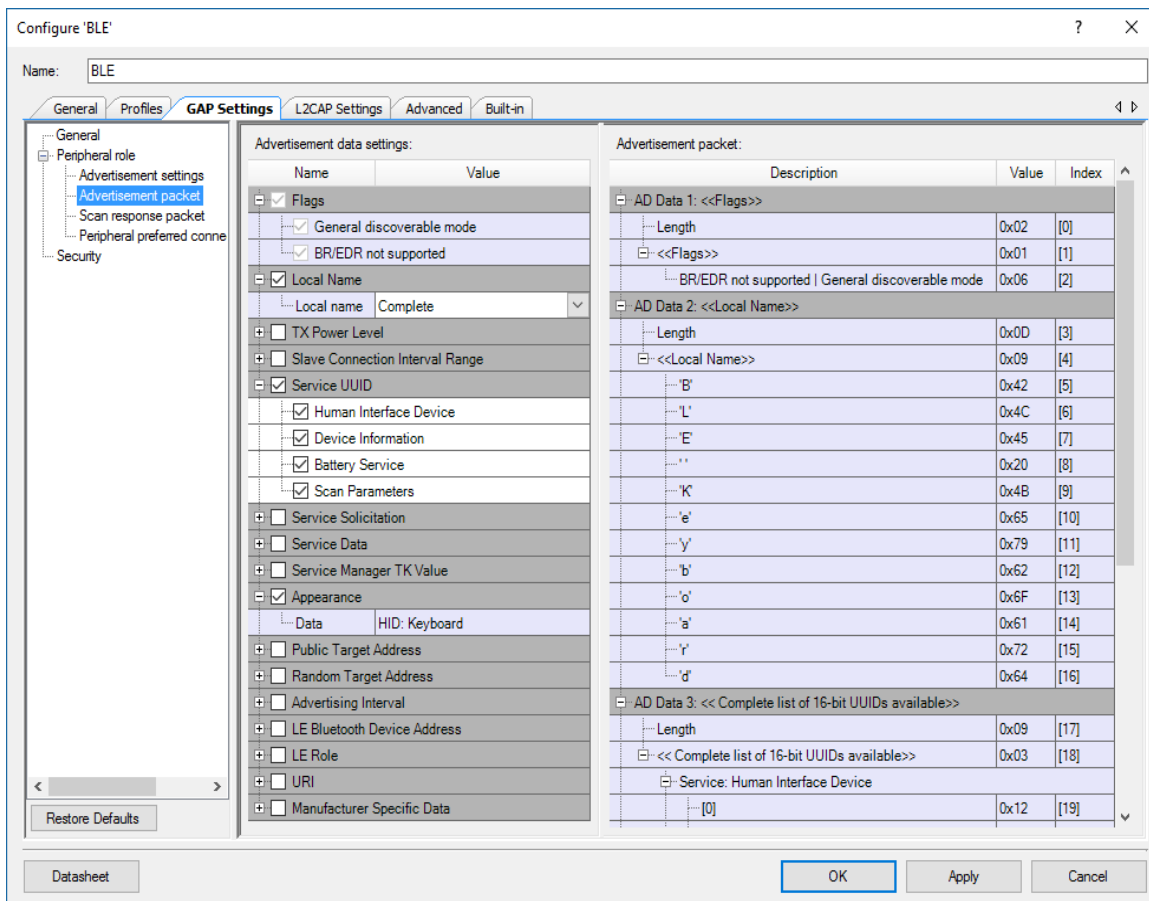 Configure 'BLE'
?
Name:
BLE
General
Profiles
GAP Settings
L2CAP Settings
Advanced
Built-in
General
Peripheral role
Advertisement settings
Advertisement packet
Scan response packet
Peripheral preferred conne
Security
Restore Defaults
Advertisement data settings:
Name Value
Flags
General discoverable mode
BR/EDR not supported
Local Name
Local name Complete
TX Power Level
Slave Connection Interval Range
Service UUID
Human Interface Device
Device Information
Battery Service
Scan Parameters
Service Solicitation
Service Data
Service Manager TK Value
Appearance
Data HID: Keyboard
Public Target Address
Random Target Address
Advertising Interval
LE Bluetooth Device Address
LE Role
URI
Manufacturer Specific Data
Advertisement packet:
Description Value Index
AD Data 1: <<Flags>>
Length 0x02 [0]
<<Flags>> 0x01 [1]
BR/EDR not supported | General discoverable mode 0x06 [2]
AD Data 2: <<Local Name>>
Length 0x0D [3]
<<Local Name>> 0x09 [4]
'B' 0x42 [5]
'L' 0x4C [6]
'E' 0x45 [7]
' ' 0x20 [8]
'K' 0x4B [9]
'e' 0x65 [10]
'y' 0x79 [11]
'b' 0x62 [12]
'o' 0x6F [13]
'a' 0x61 [14]
'r' 0x72 [15]
'd' 0x64 [16]
AD Data 3: << Complete list of 16-bit UUIDs available>>
Length 0x09 [17]
<< Complete list of 16-bit UUIDs available>> 0x03 [18]
Service: Human Interface Device
[0] 0x12 [19]
Datasheet
OK
Apply
Cancel